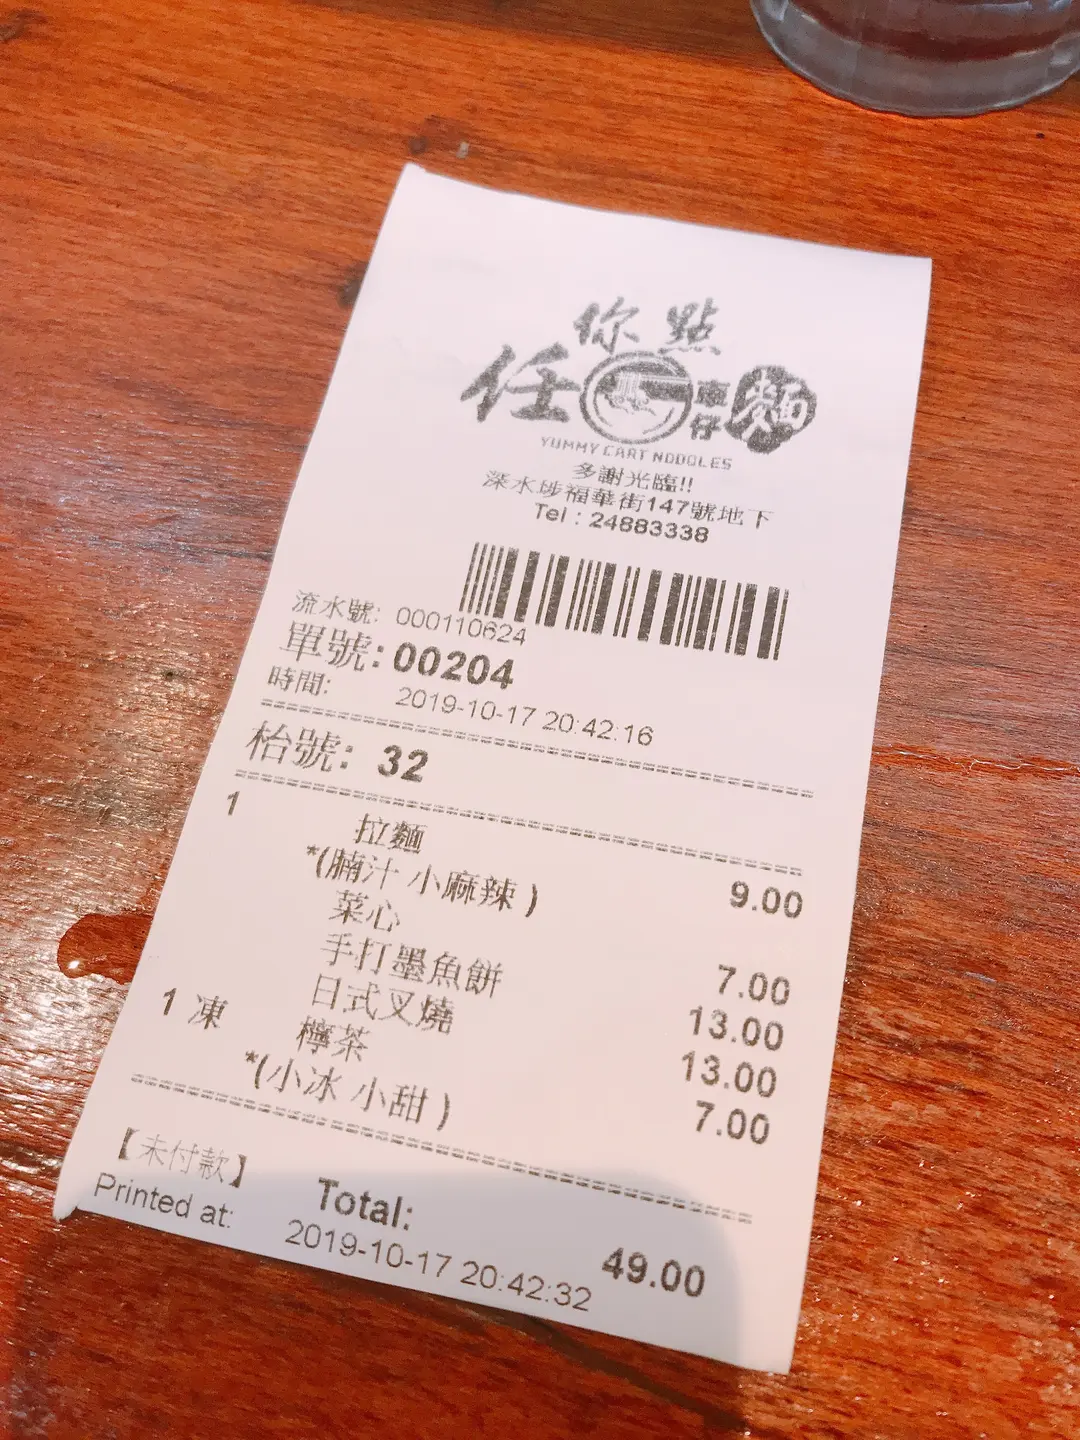 你點
任 車仔麵
YUMMY CART NOODLES
多謝光臨!!
深水埗福華街147號地下
Tel : 24883338
流水號: 000110624
單號: 00204
時間: 2019-10-17 20:42:16
枱號: 32
1 拉麵 9.00
*(腩汁 小麻辣 )
菜心 7.00
手打墨魚餅 13.00
日式叉燒 13.00
1 凍 檸茶 7.00
*(小冰 小甜 )
【未付款】 Total: 49.00
Printed at: 2019-10-17 20:42:32